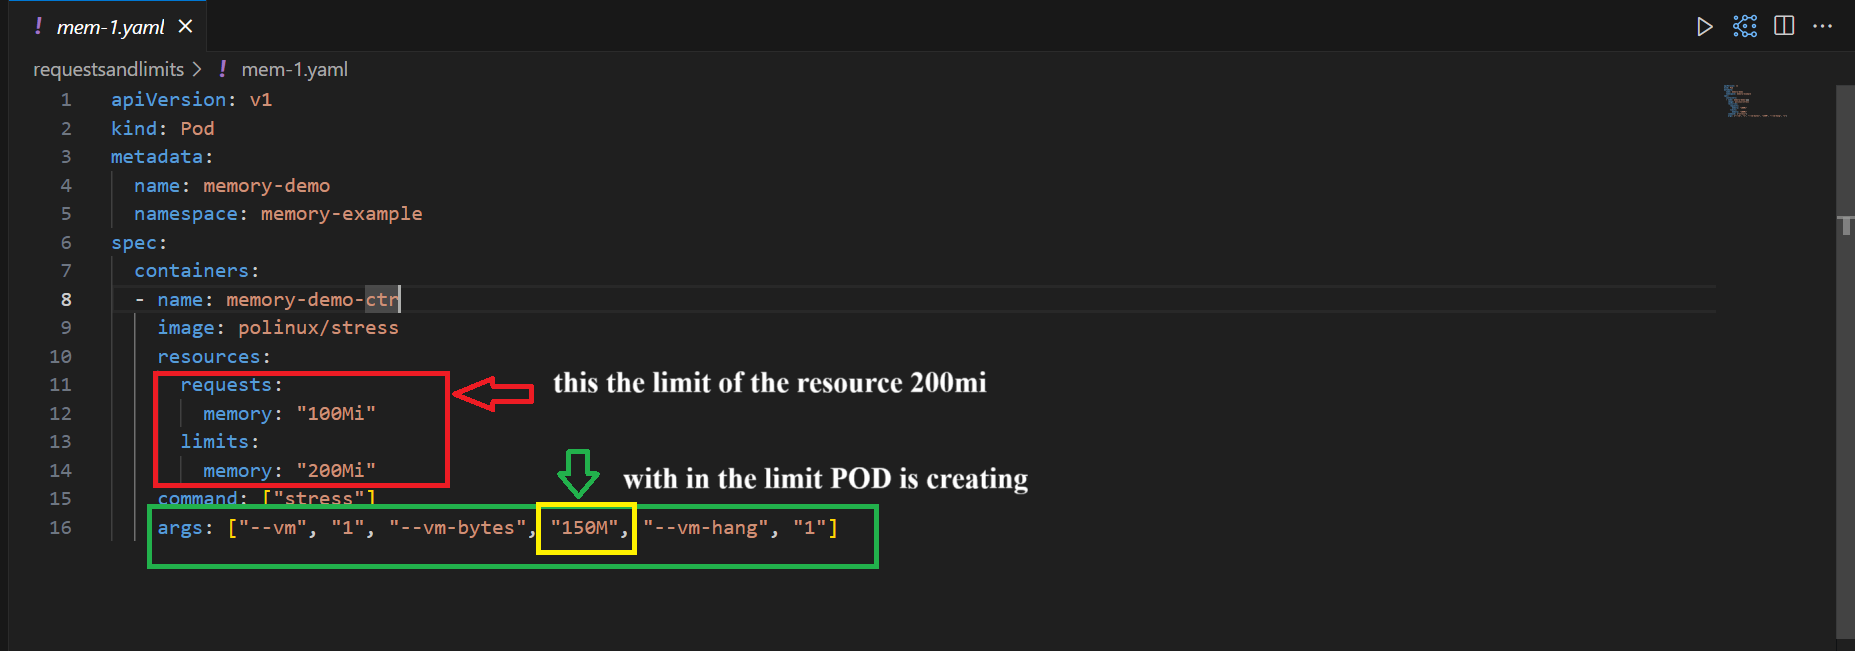 ! mem-1.yaml ×
requestsandlimits > ! mem-1.yaml
1 apiVersion: v1
2 kind: Pod
3 metadata:
4 name: memory-demo
5 namespace: memory-example
6 spec:
7 containers:
8 - name: memory-demo-ctr
9 image: polinux/stress
10 resources:
11 requests:
this the limit of the resource 200mi
12 memory: "100Mi"
13 limits:
14 memory: "200Mi"
with in the limit POD is creating
15 command: ["stress"]
16 args: ["--vm", "1", "--vm-bytes", "150M", "--vm-hang", "1"]